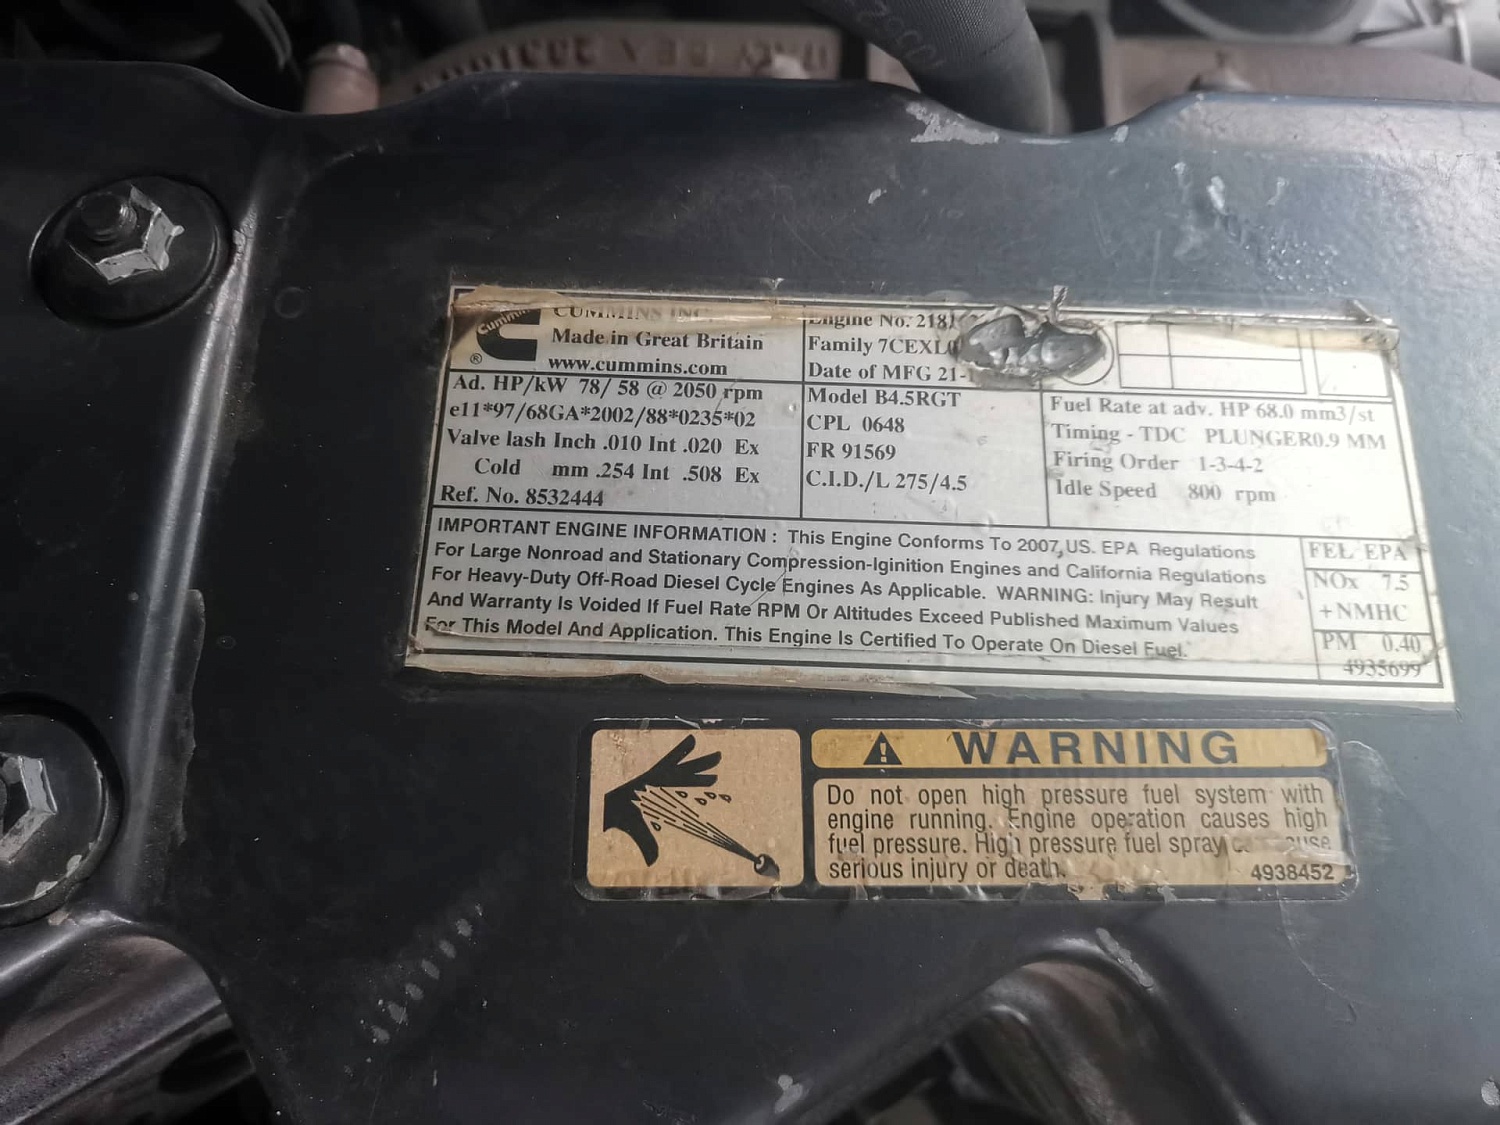 Cummins
CUMMINS INC
Made in Great Britain
www.cummins.com
®
Engine No. 2181
Family 7CEXL
Date of MFG 21-
Ad. HP/kW 78/ 58 @ 2050 rpm
e11*97/68GA*2002/88*0235*02
Valve lash Inch .010 Int .020 Ex
Cold mm .254 Int .508 Ex
Ref. No. 8532444
Model B4.5RGT
CPL 0648
FR 91569
C.I.D./L 275/4.5
Fuel Rate at adv. HP 68.0 mm3/st
Timing - TDC PLUNGER0.9 MM
Firing Order 1-3-4-2
Idle Speed 800 rpm
IMPORTANT ENGINE INFORMATION : This Engine Conforms To 2007 US. EPA Regulations
For Large Nonroad and Stationary Compression-Iginition Engines and California Regulations
For Heavy-Duty Off-Road Diesel Cycle Engines As Applicable. WARNING: Injury May Result
And Warranty Is Voided If Fuel Rate RPM Or Altitudes Exceed Published Maximum Values
For This Model And Application. This Engine Is Certified To Operate On Diesel Fuel.
FEL EPA
NOx 7.5
+NMHC
PM 0.40
4935699
WARNING
Do not open high pressure fuel system with
engine running. Engine operation causes high
fuel pressure. High pressure fuel spray
serious injury or death.
4938452